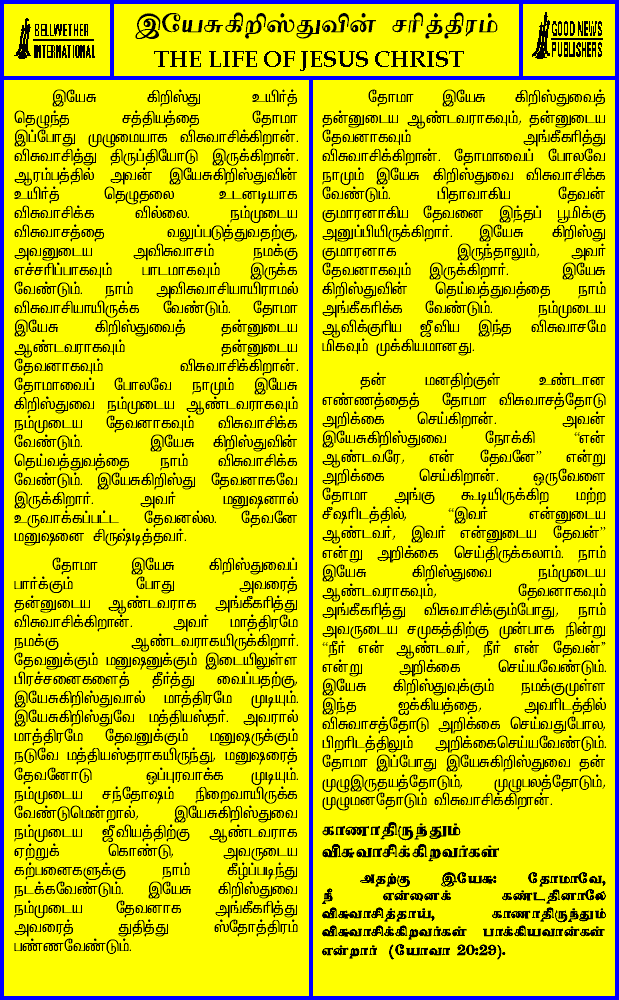 BELLWETHER
INTERNATIONAL
இயேசுகிறிஸ்துவின் சரித்திரம்
THE LIFE OF JESUS CHRIST
GOOD NEWS
PUBLISHERS
இயேசு கிறிஸ்து உயிர்த்
தெழுந்த சத்தியத்தை தோமா
இப்போது முழுமையாக விசுவாசிக்கிறான்.
விசுவாசித்து திருப்தியோடு இருக்கிறான்.
ஆரம்பத்தில் அவன் இயேசுகிறிஸ்துவின்
உயிர்த் தெழுதலை உடனடியாக
விசுவாசிக்க வில்லை. நம்முடைய
விசுவாசத்தை வலுப்படுத்துவதற்கு,
அவனுடைய அவிசுவாசம் நமக்கு
எச்சரிப்பாகவும் பாடமாகவும் இருக்க
வேண்டும். நாம் அவிசுவாசியாயிராமல்
விசுவாசியாயிருக்க வேண்டும். தோமா
இயேசு கிறிஸ்துவைத் தன்னுடைய
ஆண்டவராகவும் தன்னுடைய
தேவனாகவும் விசுவாசிக்கிறான்.
தோமாவைப் போலவே நாமும் இயேசு
கிறிஸ்துவை நம்முடைய ஆண்டவராகவும்
நம்முடைய தேவனாகவும் விசுவாசிக்க
வேண்டும். இயேசு கிறிஸ்துவின்
தெய்வத்துவத்தை நாம் விசுவாசிக்க
வேண்டும். இயேசுகிறிஸ்து தேவனாகவே
இருக்கிறார். அவர் மனுஷனால்
உருவாக்கப்பட்ட தேவனல்ல. தேவனே
மனுஷனை சிருஷ்டித்தவர்.
தோமா இயேசு கிறிஸ்துவைப்
பார்க்கும் போது அவரைத்
தன்னுடைய ஆண்டவராக அங்கீகரித்து
விசுவாசிக்கிறான். அவர் மாத்திரமே
நமக்கு ஆண்டவராகயிருக்கிறார்.
தேவனுக்கும் மனுஷனுக்கும் இடையிலுள்ள
பிரச்சனைகளைத் தீர்த்து வைப்பதற்கு,
இயேசுகிறிஸ்துவால் மாத்திரமே முடியும்.
இயேசுகிறிஸ்துவே மத்தியஸ்தர். அவரால்
மாத்திரமே தேவனுக்கும் மனுஷருக்கும்
நடுவே மத்தியஸ்தராகயிருந்து, மனுஷரைத்
தேவனோடு ஒப்புரவாக்க முடியும்.
நம்முடைய சந்தோஷம் நிறைவாயிருக்க
வேண்டுமென்றால், இயேசுகிறிஸ்துவை
நம்முடைய ஜீவியத்திற்கு ஆண்டவராக
ஏற்றுக் கொண்டு, அவருடைய
கற்பனைகளுக்கு நாம் கீழ்ப்படிந்து
நடக்கவேண்டும். இயேசு கிறிஸ்துவை
நம்முடைய தேவனாக அங்கீகரித்து
அவரைத் துதித்து ஸ்தோத்திரம்
பண்ணவேண்டும்.
தோமா இயேசு கிறிஸ்துவைத்
தன்னுடைய ஆண்டவராகவும், தன்னுடைய
தேவனாகவும் அங்கீகரித்து
விசுவாசிக்கிறான். தோமாவைப் போலவே
நாமும் இயேசு கிறிஸ்துவை விசுவாசிக்க
வேண்டும். பிதாவாகிய தேவன்
குமாரனாகிய தேவனை இந்தப் பூமிக்கு
அனுப்பியிருக்கிறார். இயேசு கிறிஸ்து
குமாரனாக இருந்தாலும், அவர்
தேவனாகவும் இருக்கிறார். இயேசு
கிறிஸ்துவின் தெய்வத்துவத்தை நாம்
அங்கீகரிக்க வேண்டும். நம்முடைய
ஆவிக்குரிய ஜீவிய இந்த விசுவாசமே
மிகவும் முக்கியமானது.
தன் மனதிற்குள் உண்டான
எண்ணத்தைத் தோமா விசுவாசத்தோடு
அறிக்கை செய்கிறான். அவன்
இயேசுகிறிஸ்துவை நோக்கி “என்
ஆண்டவரே, என் தேவனே” என்று
அறிக்கை செய்கிறான். ஒருவேளை
தோமா அங்கு கூடியிருக்கிற மற்ற
சீஷரிடத்தில், “இவர் என்னுடைய
ஆண்டவர், இவர் என்னுடைய தேவன்”
என்று அறிக்கை செய்திருக்கலாம். நாம்
இயேசு கிறிஸ்துவை நம்முடைய
ஆண்டவராகவும், தேவனாகவும்
அங்கீகரித்து விசுவாசிக்கும்போது, நாம்
அவருடைய சமுகத்திற்கு முன்பாக நின்று
“நீர் என் ஆண்டவர், நீர் என் தேவன்”
என்று அறிக்கை செய்யவேண்டும்.
இயேசு கிறிஸ்துவுக்கும் நமக்குமுள்ள
இந்த ஐக்கியத்தை, அவரிடத்தில்
விசுவாசத்தோடு அறிக்கை செய்வதுபோல,
பிறரிடத்திலும் அறிக்கைசெய்யவேண்டும்.
தோமா இப்போது இயேசுகிறிஸ்துவை தன்
முழுஇருதயத்தோடும், முழுபலத்தோடும்,
முழுமனதோடும் விசுவாசிக்கிறான்.
காணாதிருந்தும்
விசுவாசிக்கிறவர்கள்
அதற்கு இயேசு: தோமாவே,
நீ என்னைக் கண்டதினாலே
விசுவாசித்தாய், காணாதிருந்தும்
விசுவாசிக்கிறவர்கள் பாக்கியவான்கள்
என்றார் (யோவா 20:29).